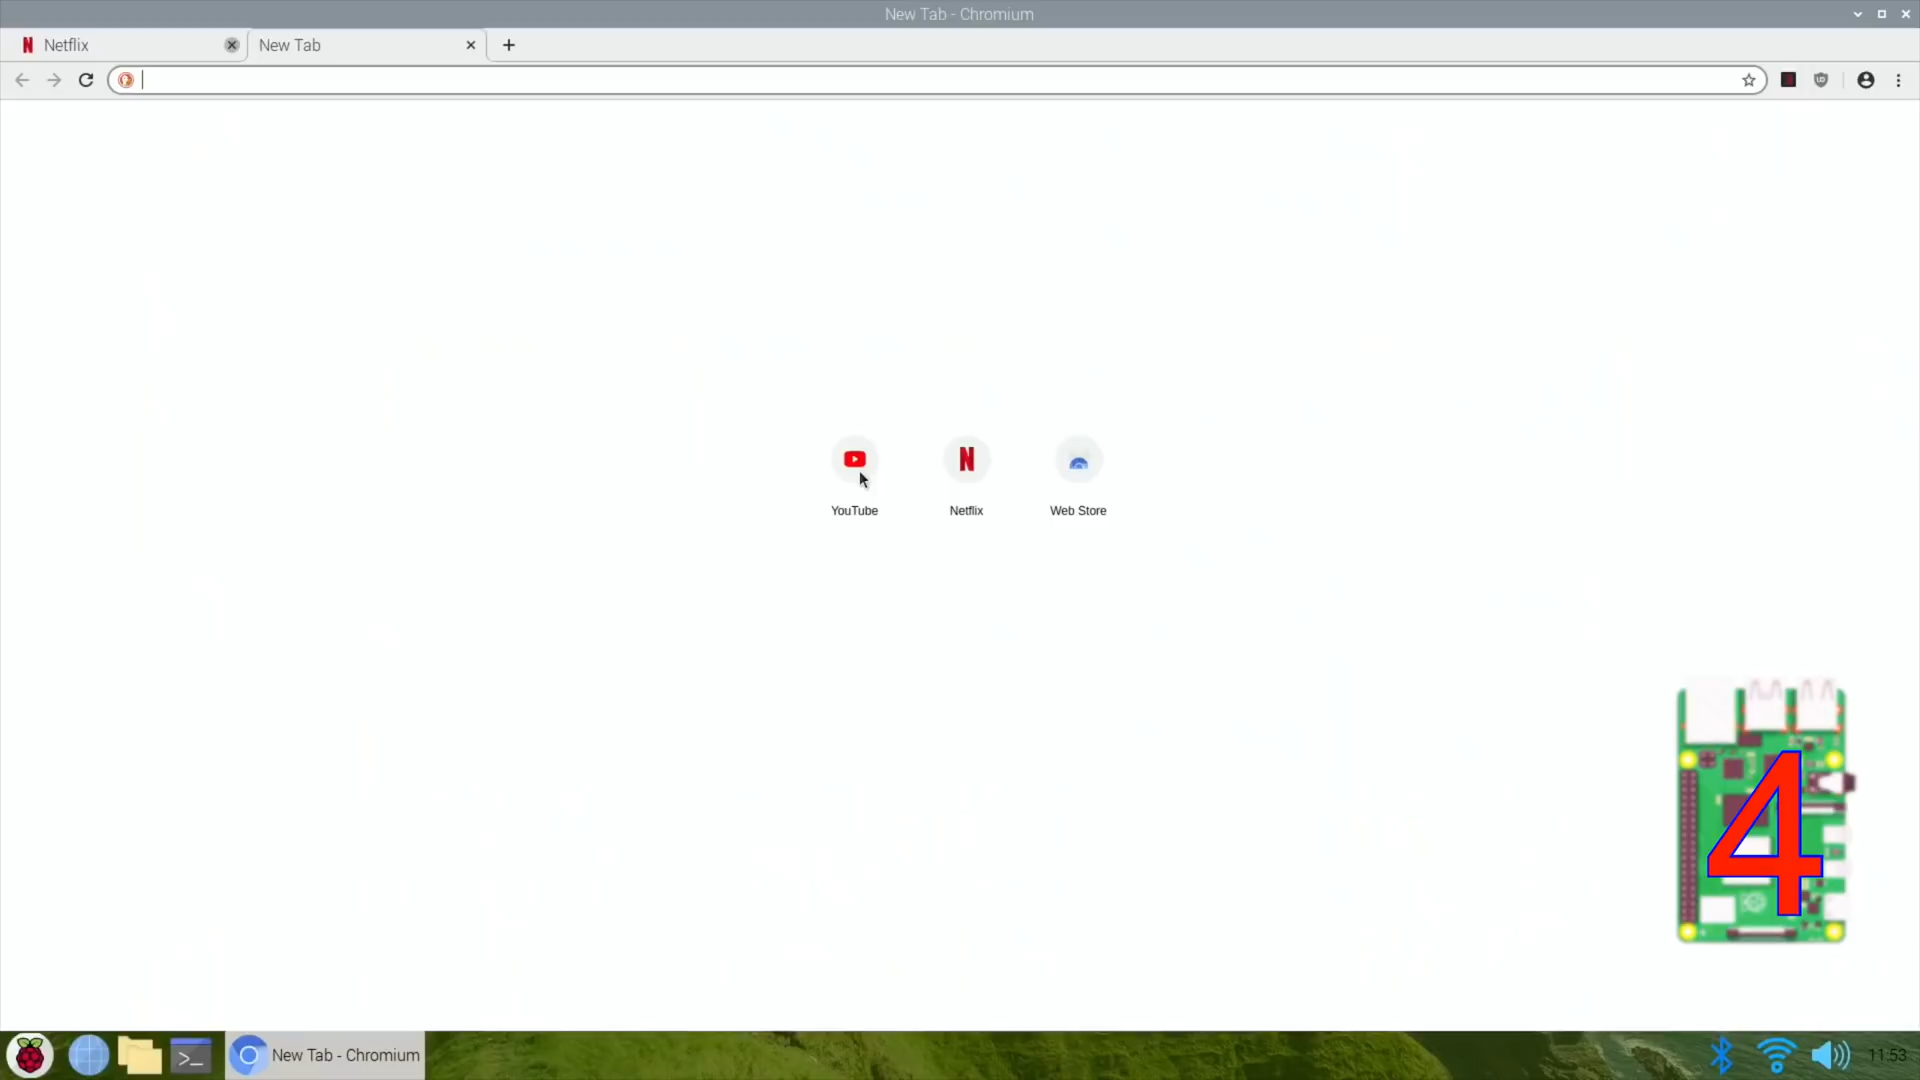 New Tab - Chromium
Netflix
New Tab
YouTube
Netflix
Web Store
4
New Tab - Chromium
11:53